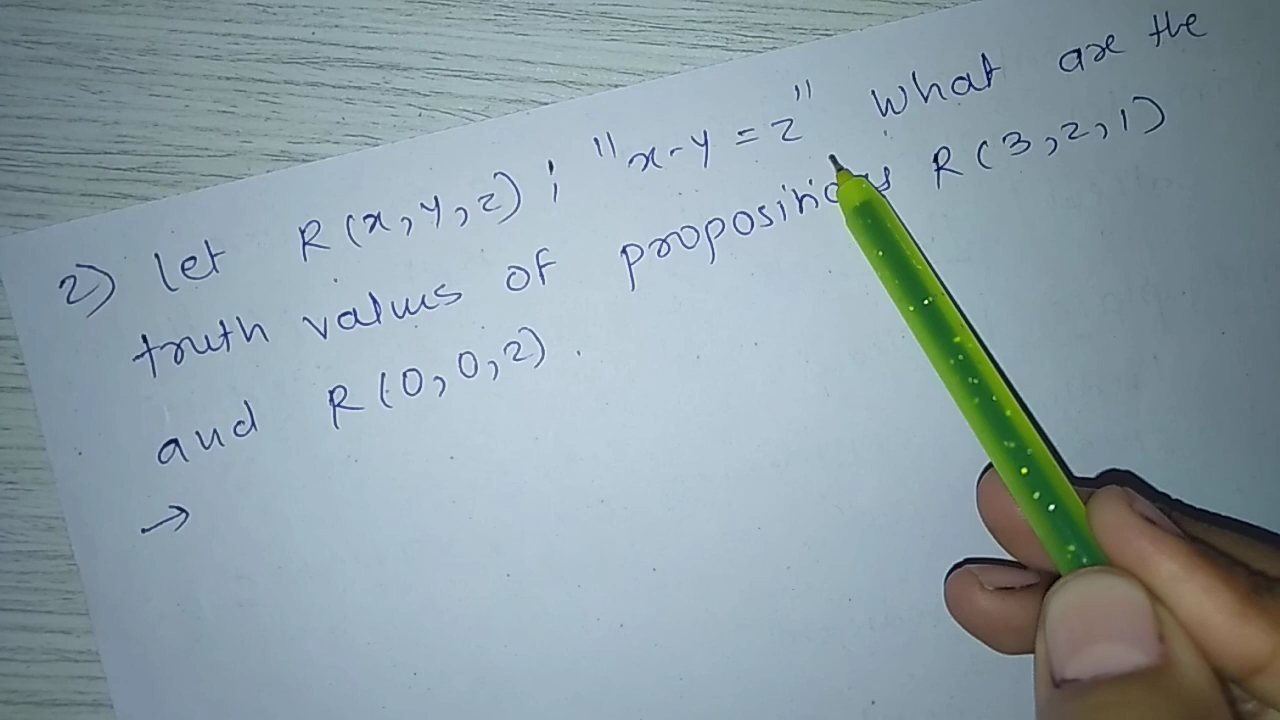 2) let R(x,y,z) ; "x-y = z" What are the
truth values of propositions R(3,2,1)
and R(0,0,2).
→